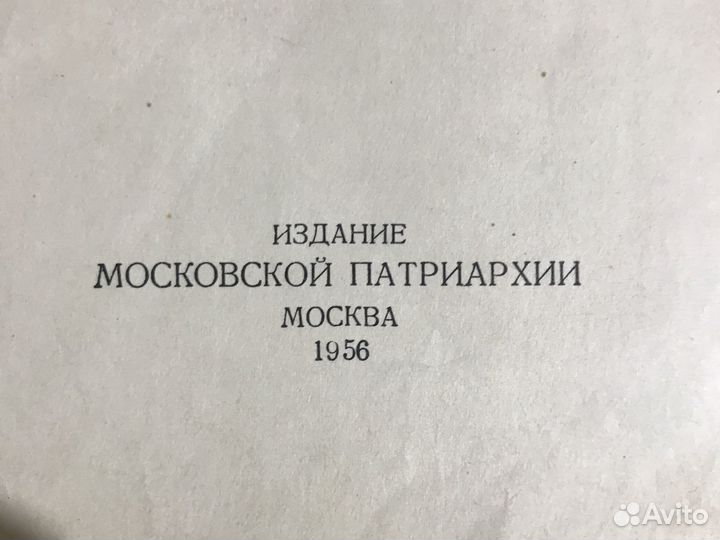 ИЗДАНИЕ
МОСКОВСКОЙ ПАТРИАРХИИ
МОСКВА
1956
Avito